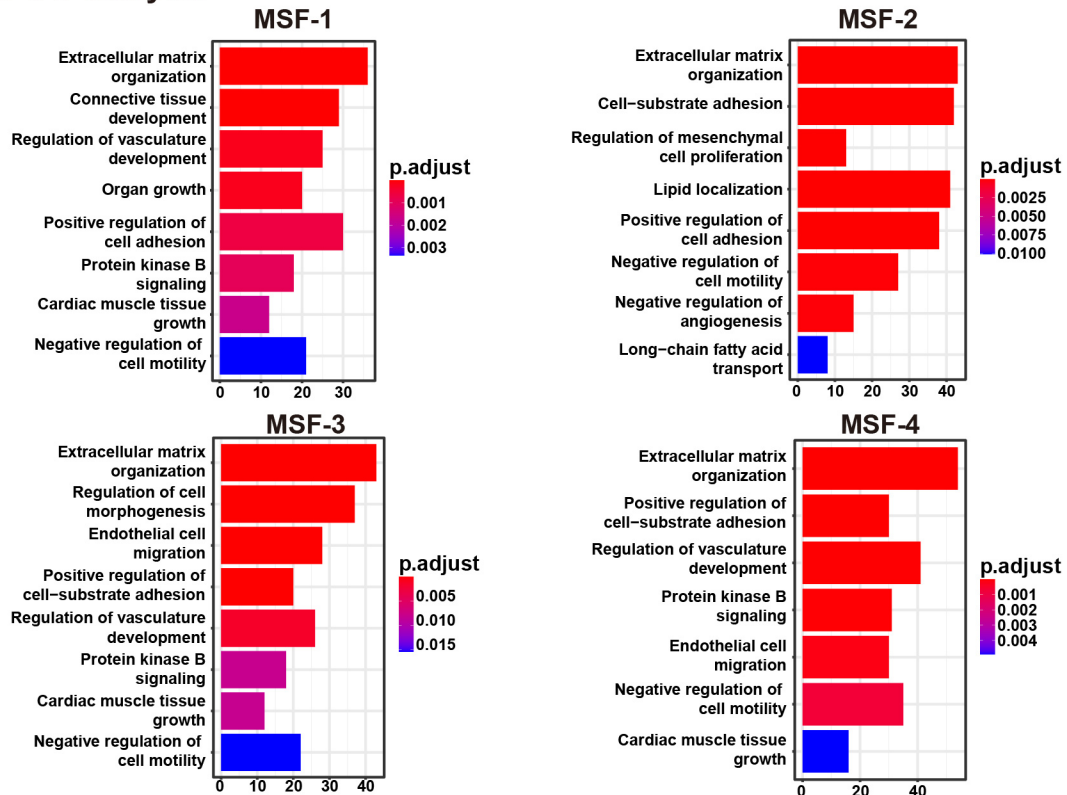 MSF-1
Extracellular matrix
organization
Connective tissue
development
Regulation of vasculature
development
Organ growth
Positive regulation of
cell adhesion
Protein kinase B
signaling
Cardiac muscle tissue
growth
Negative regulation of
cell motility
0 10 20 30
p.adjust
0.001
0.002
0.003
MSF-2
Extracellular matrix
organization
Cell−substrate adhesion
Regulation of mesenchymal
cell proliferation
Lipid localization
Positive regulation of
cell adhesion
Negative regulation of
cell motility
Negative regulation of
angiogenesis
Long−chain fatty acid
transport
0 10 20 30 40
p.adjust
0.0025
0.0050
0.0075
0.0100
MSF-3
Extracellular matrix
organization
Regulation of cell
morphogenesis
Endothelial cell
migration
Positive regulation of
cell−substrate adhesion
Regulation of vasculature
development
Protein kinase B
signaling
Cardiac muscle tissue
growth
Negative regulation of
cell motility
0 10 20 30 40
p.adjust
0.005
0.010
0.015
MSF-4
Extracellular matrix
organization
Positive regulation of
cell−substrate adhesion
Regulation of vasculature
development
Protein kinase B
signaling
Endothelial cell
migration
Negative regulation of
cell motility
Cardiac muscle tissue
growth
0 20 40
p.adjust
0.001
0.002
0.003
0.004